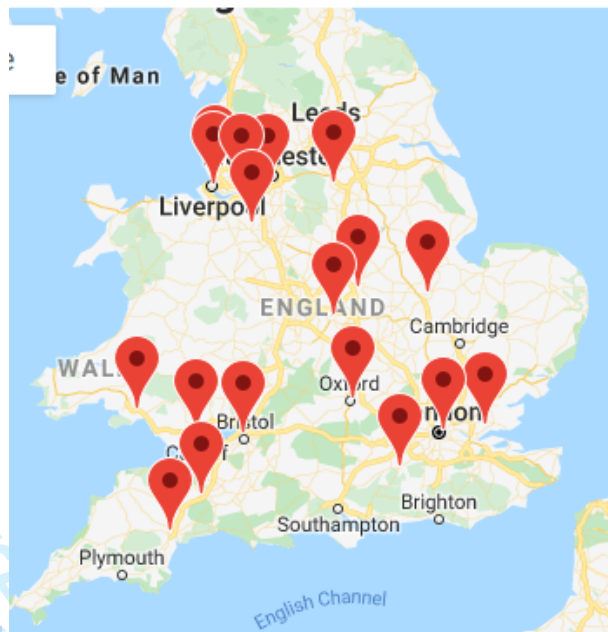 e
e of Man
Leeds
Liverpool
ENGLAND
Cambridge
WAL
Oxford
Bristol
Brighton
Southampton
Plymouth
English Channel